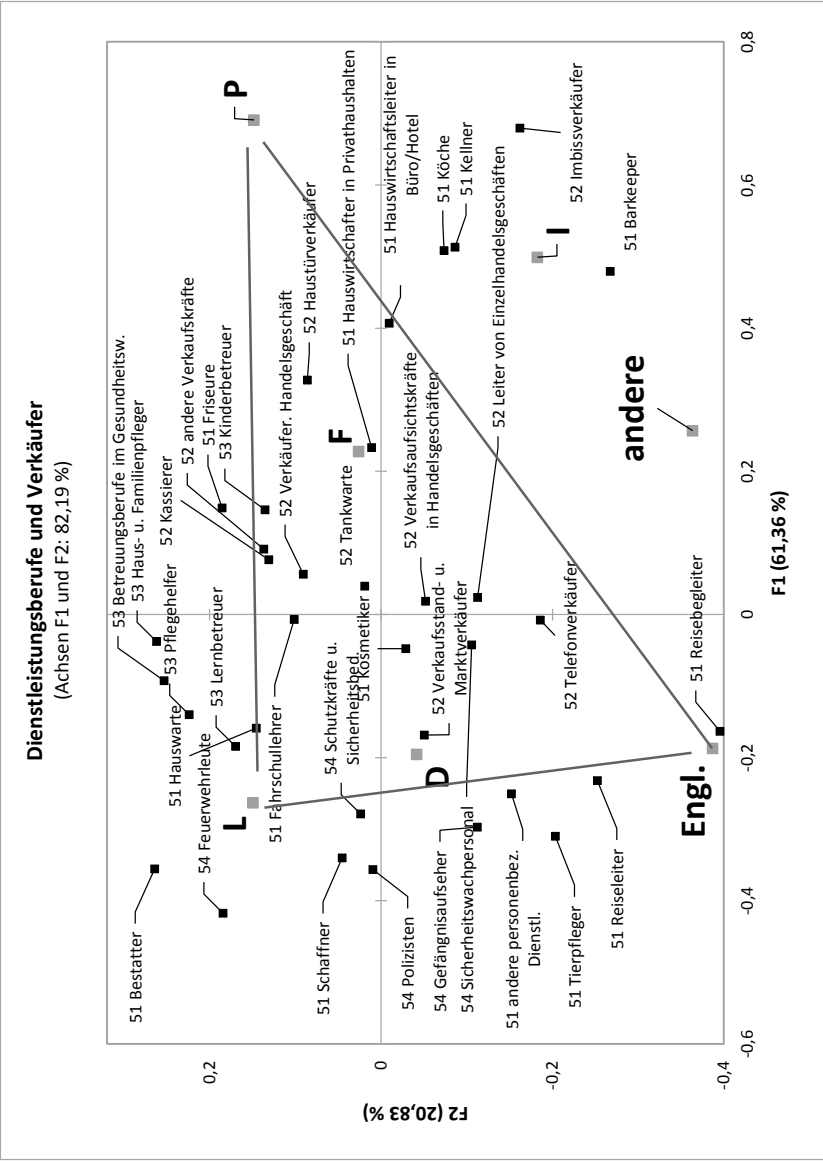 Dienstleistungsberufe und Verkäufer
(Achsen F1 und F2: 82,19 %)
53 Betreuungsberufe im Gesundheitsw.
53 Haus- u. Familienpfleger
53 Pflegehelfer
52 Kassierer
52 andere Verkaufskräfte
51 Friseure
53 Kinderbetreuer
51 Bestatter
54 Feuerwehrleute
51 Hauswarte
53 Lernbetreuer
P
L
51 Fahrschullehrer
52 Verkäufer. Handelsgeschäft
52 Haustürverkäufer
51 Schaffner
54 Schutzkräfte u.
Sicherheitsbed.
51 Kosmetiker
52 Tankwarte
F
51 Hauswirtschafter in Privathaushalten
51 Hauswirtschaftsleiter in
Büro/Hotel
54 Polizisten
D
52 Verkaufsstand- u.
Marktverkäufer
52 Verkaufsaufsichtskräfte
in Handelsgeschäften
51 Köche
51 Kellner
54 Gefängnisaufseher
54 Sicherheitswachpersonal
52 Leiter von Einzelhandelsgeschäften
51 andere personenbez.
Dienstl.
52 Imbissverkäufer
51 Tierpfleger
52 Telefonverkäufer
I
51 Reiseleiter
51 Barkeeper
andere
Engl.
51 Reisebegleiter
0,2
0
-0,2
-0,4
F2 (20,83 %)
-0,6
-0,4
-0,2
0
0,2
0,4
0,6
0,8
F1 (61,36 %)